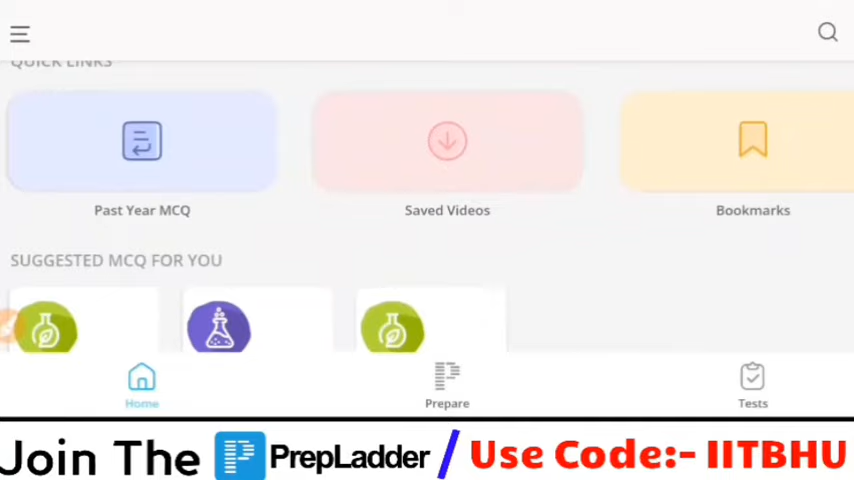 QUICK LINKS
Past Year MCQ
Saved Videos
Bookmarks
SUGGESTED MCQ FOR YOU
Home
Prepare
Tests
Join The PrepLadder / Use Code:- IITBHU